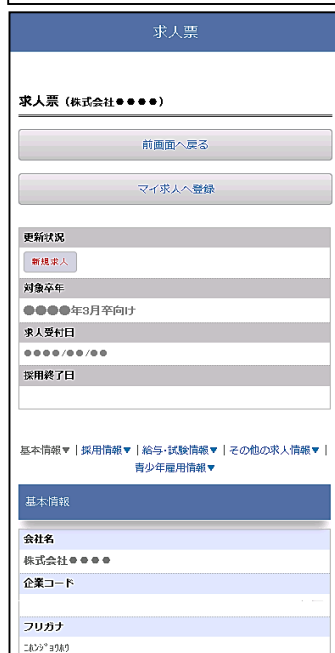 求人票
求人票（株式会社●●●●）
前画面へ戻る
マイ求人へ登録
更新状況
新規求人
対象卒年
●●●●年3月卒向け
求人受付日
●●●●/●●/●●
採用終了日
基本情報▼ | 採用情報▼ | 給与・試験情報▼ | その他の求人情報▼ |
青少年雇用情報▼
基本情報
会社名
株式会社●●●●
企業コード
フリガナ